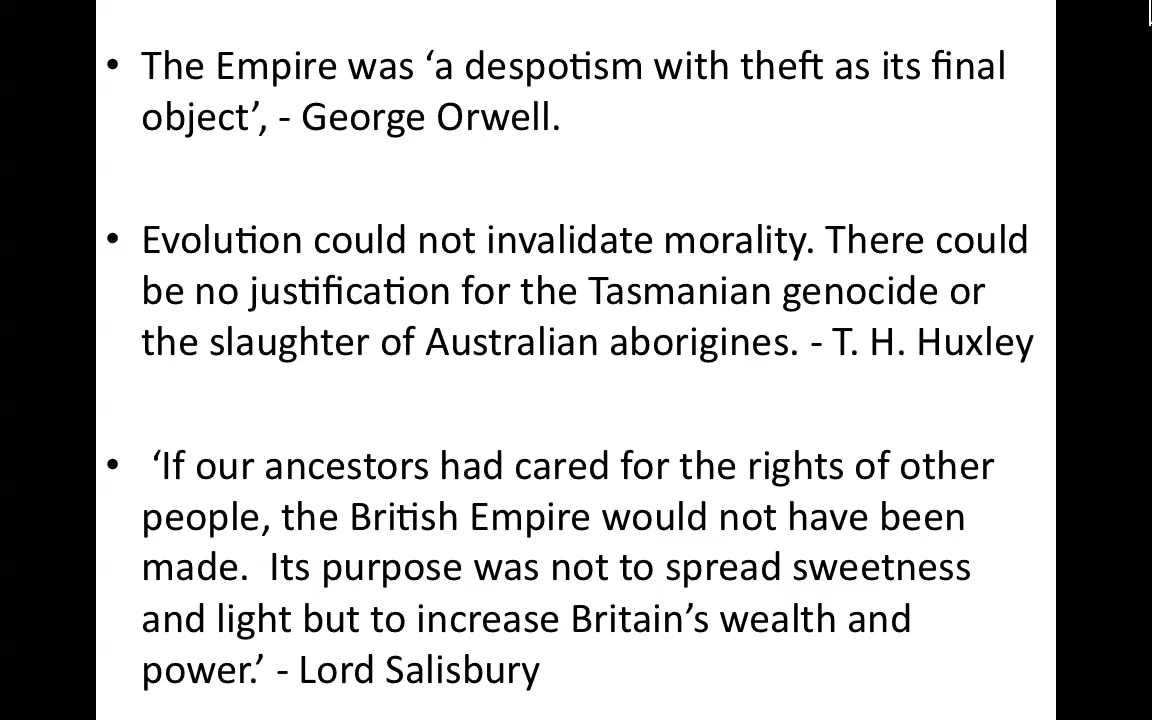 • The Empire was ‘a despotism with theft as its final
object’, - George Orwell.
• Evolution could not invalidate morality. There could
be no justification for the Tasmanian genocide or
the slaughter of Australian aborigines. - T. H. Huxley
• ‘If our ancestors had cared for the rights of other
people, the British Empire would not have been
made.  Its purpose was not to spread sweetness
and light but to increase Britain’s wealth and
power.’ - Lord Salisbury